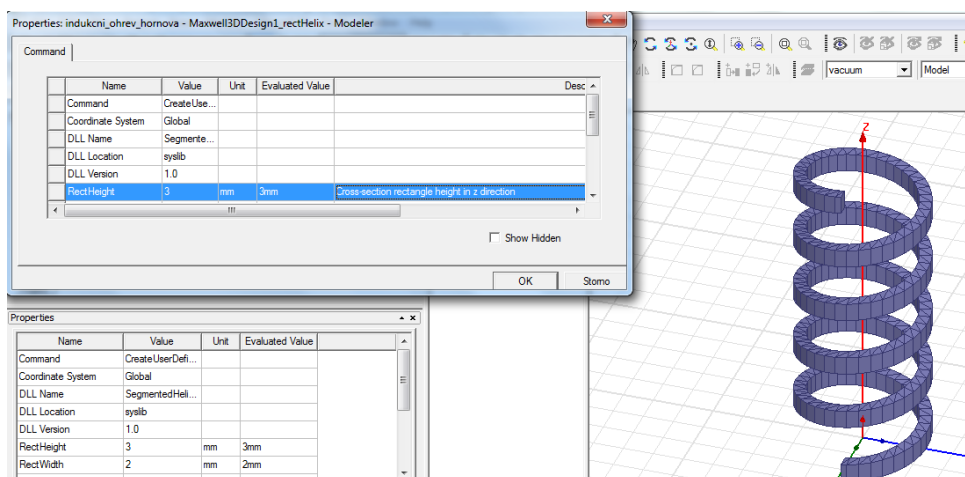 Properties: indukcni_ohrev_hornova - Maxwell3DDesign1_rectHelix - Modeler
Command
Name Value Unit Evaluated Value Desc
Command CreateUse...
Coordinate System Global
DLL Name Segmente...
DLL Location syslib
DLL Version 1.0
RectHeight 3 mm 3mm Cross-section rectangle height in z direction
Show Hidden
OK Storno
vacuum Model
Z
Properties
Name Value Unit Evaluated Value
Command CreateUserDefi...
Coordinate System Global
DLL Name SegmentedHeli...
DLL Location syslib
DLL Version 1.0
RectHeight 3 mm 3mm
RectWidth 2 mm 2mm